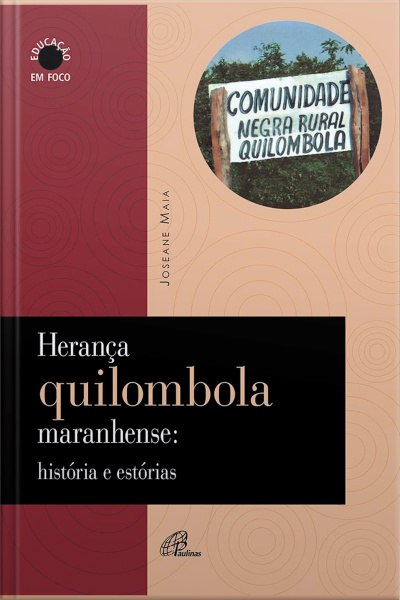 EDUCAÇÃO
EM FOCO
COMUNIDADE
NEGRA RURAL
QUILOMBOLA
JOSEANE MAIA
Herança
quilombola
maranhense:
história e estórias
Paulinas